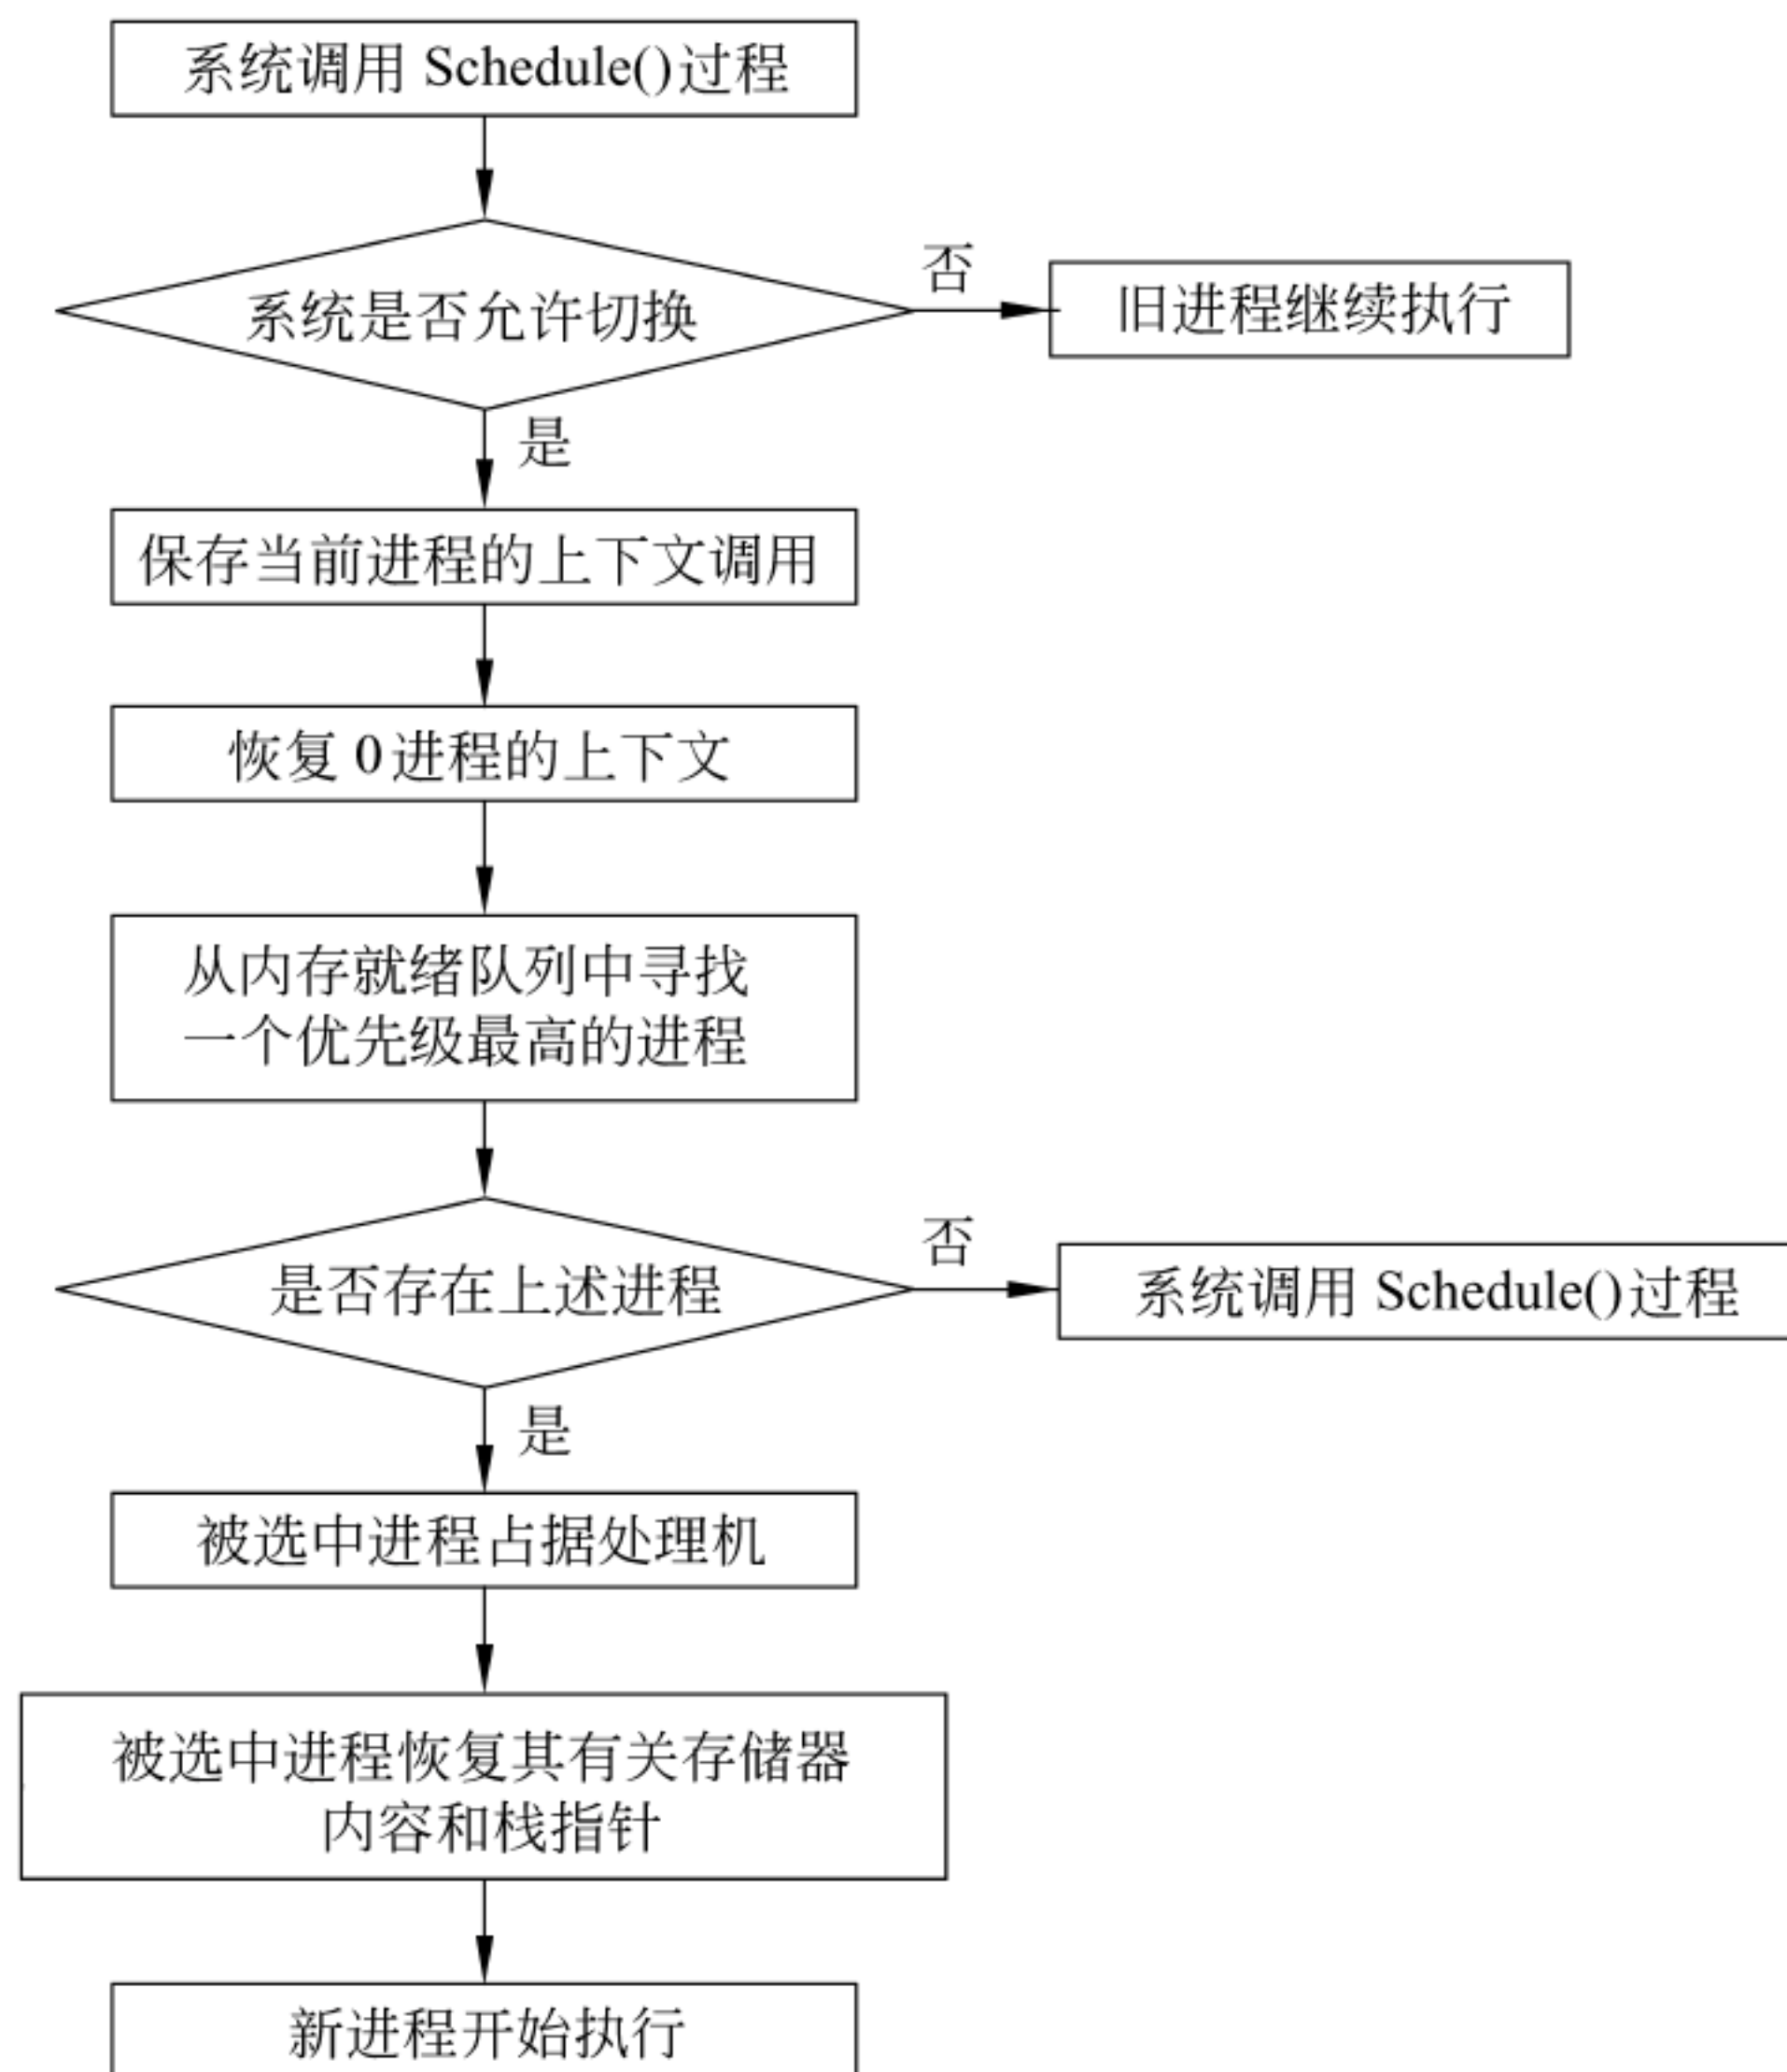 系统调用 Schedule()过程
系统是否允许切换
否
旧进程继续执行
是
保存当前进程的上下文调用
恢复 0 进程的上下文
从内存就绪队列中寻找
一个优先级最高的进程
是否存在上述进程
否
系统调用 Schedule()过程
是
被选中进程占据处理机
被选中进程恢复其有关存储器
内容和栈指针
新进程开始执行